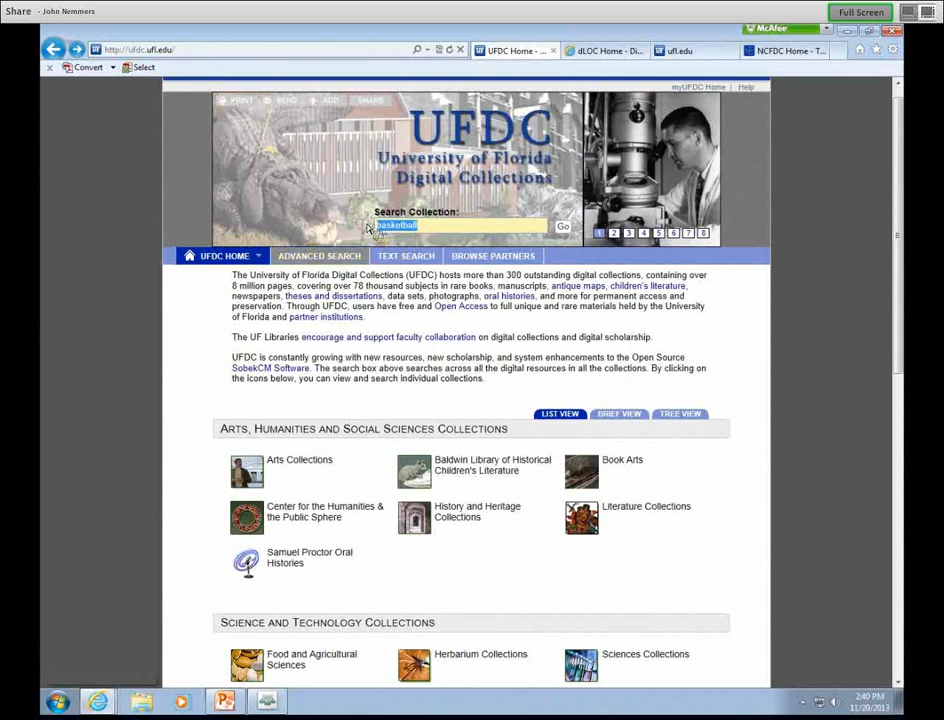 Share - John Nemmers
Full Screen
McAfee
http://ufdc.ufl.edu/
UFDC Home - ...
dLOC Home - Di...
ufl.edu
NCFDC Home - T...
x Convert Select
myUFDC Home | Help
PRINT SEND ADD SHARE
UFDC
University of Florida
Digital Collections
Search Collection:
basketball
Go
1 2 3 4 5 6 7 8
UFDC HOME ADVANCED SEARCH TEXT SEARCH BROWSE PARTNERS
The University of Florida Digital Collections (UFDC) hosts more than 300 outstanding digital collections, containing over
8 million pages, covering over 78 thousand subjects in rare books, manuscripts, antique maps, children's literature,
newspapers, theses and dissertations, data sets, photographs, oral histories, and more for permanent access and
preservation. Through UFDC, users have free and Open Access to full unique and rare materials held by the University
of Florida and partner institutions.
The UF Libraries encourage and support faculty collaboration on digital collections and digital scholarship.
UFDC is constantly growing with new resources, new scholarship, and system enhancements to the Open Source
SobekCM Software. The search box above searches across all the digital resources in all the collections. By clicking on
the icons below, you can view and search individual collections.
LIST VIEW BRIEF VIEW TREE VIEW
ARTS, HUMANITIES AND SOCIAL SCIENCES COLLECTIONS
Arts Collections
Baldwin Library of Historical
Children's Literature
Book Arts
Center for the Humanities &
the Public Sphere
History and Heritage
Collections
Literature Collections
Samuel Proctor Oral
Histories
SCIENCE AND TECHNOLOGY COLLECTIONS
Food and Agricultural
Sciences
Herbarium Collections
Sciences Collections
2:40 PM
11/20/2013